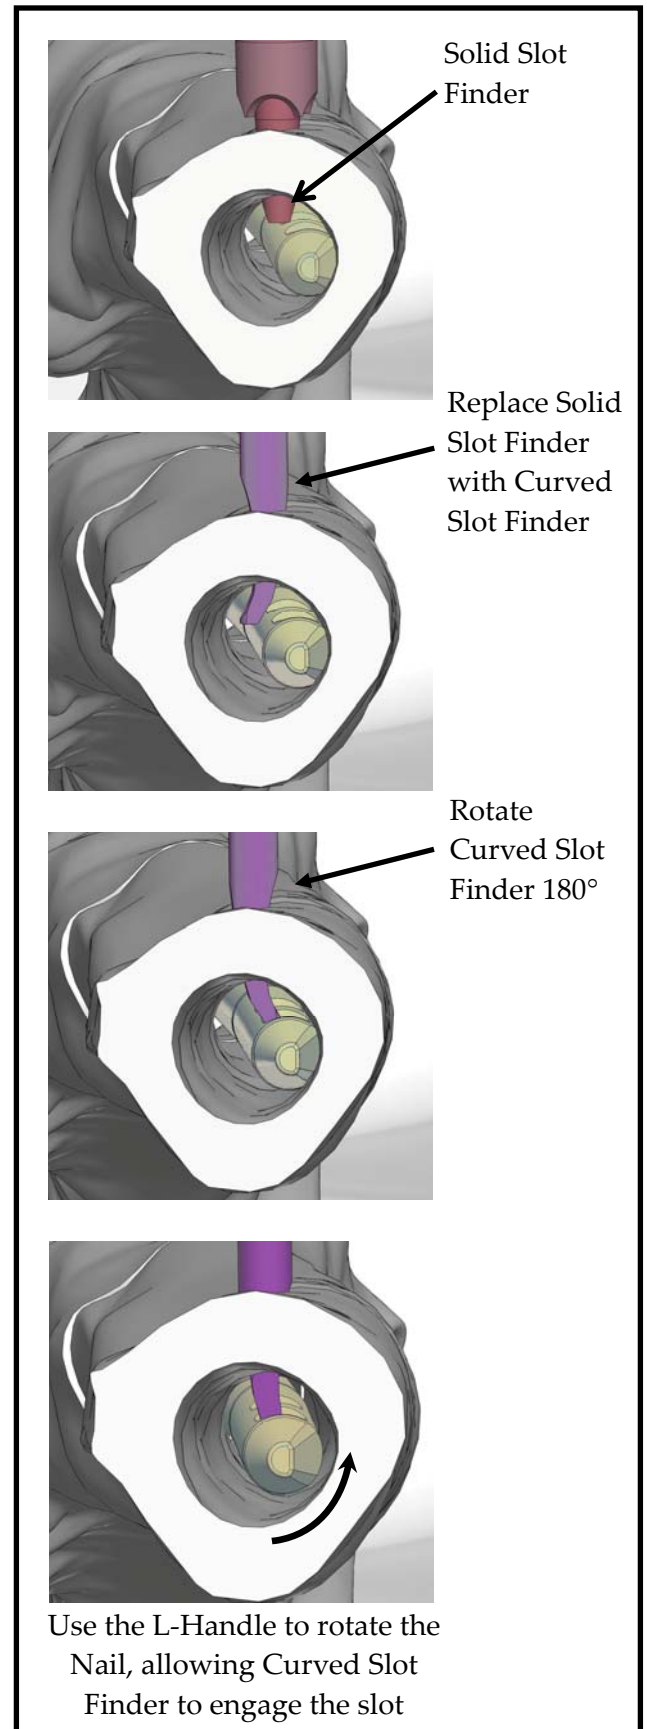 Solid Slot
Finder
Replace Solid
Slot Finder
with Curved
Slot Finder
Rotate
Curved Slot
Finder 180°
Use the L-Handle to rotate the
Nail, allowing Curved Slot
Finder to engage the slot